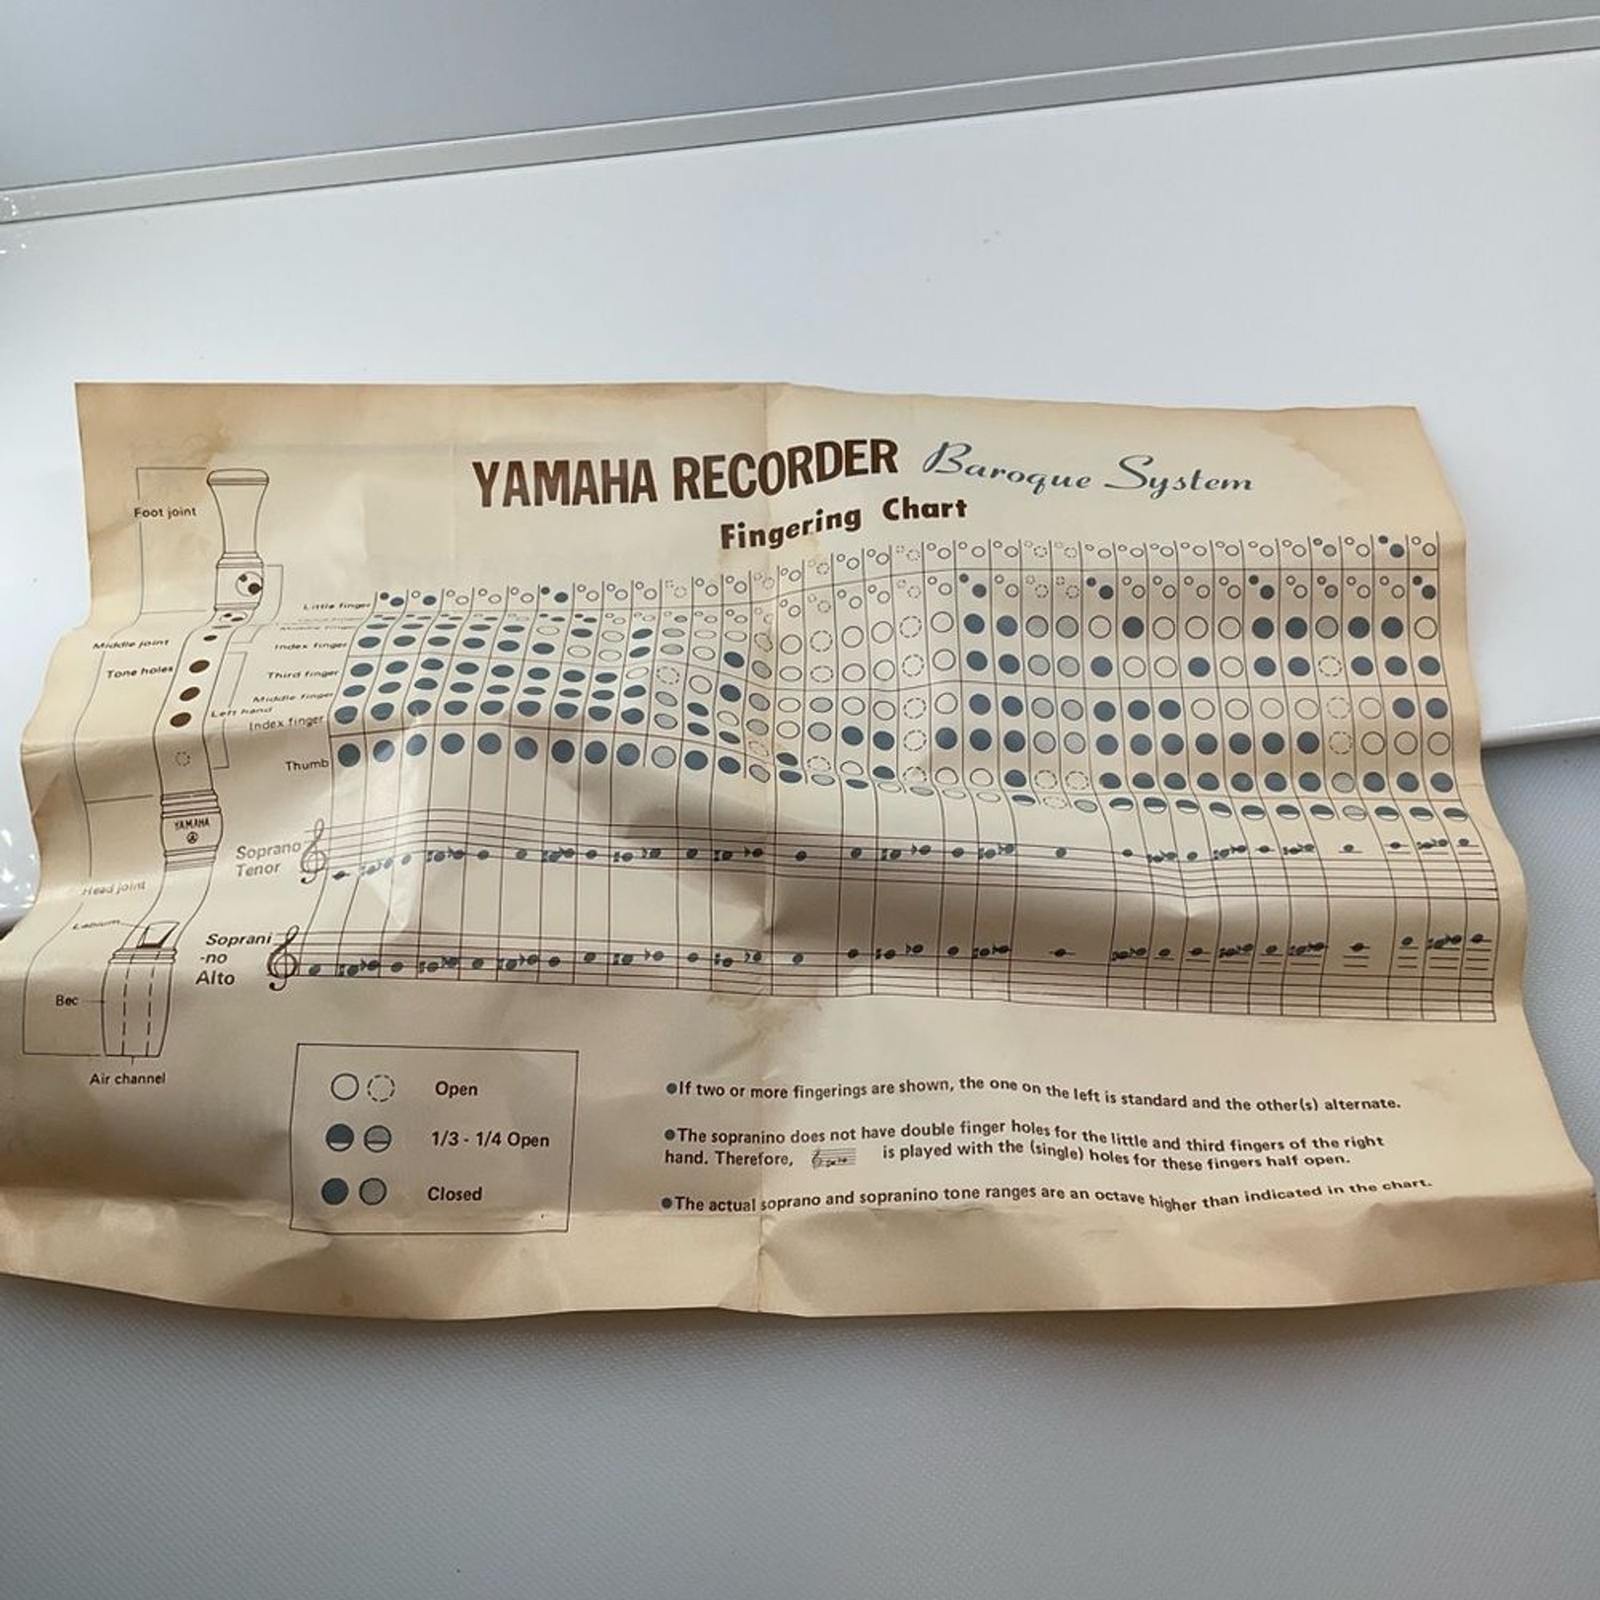 YAMAHA RECORDER Baroque System
Fingering Chart
Foot joint
Middle joint
Tone holes
Left hand
YAMAHA
Head joint
Labium
Bec
Air channel
Little finger
Middle finger
Index finger
Third finger
Middle finger
Index finger
Thumb
Soprano
Tenor
Soprani
-no
Alto
Open
1/3 - 1/4 Open
Closed
●If two or more fingerings are shown, the one on the left is standard and the other(s) alternate.
●The sopranino does not have double finger holes for the little and third fingers of the right
hand. Therefore, is played with the (single) holes for these fingers half open.
●The actual soprano and sopranino tone ranges are an octave higher than indicated in the chart.